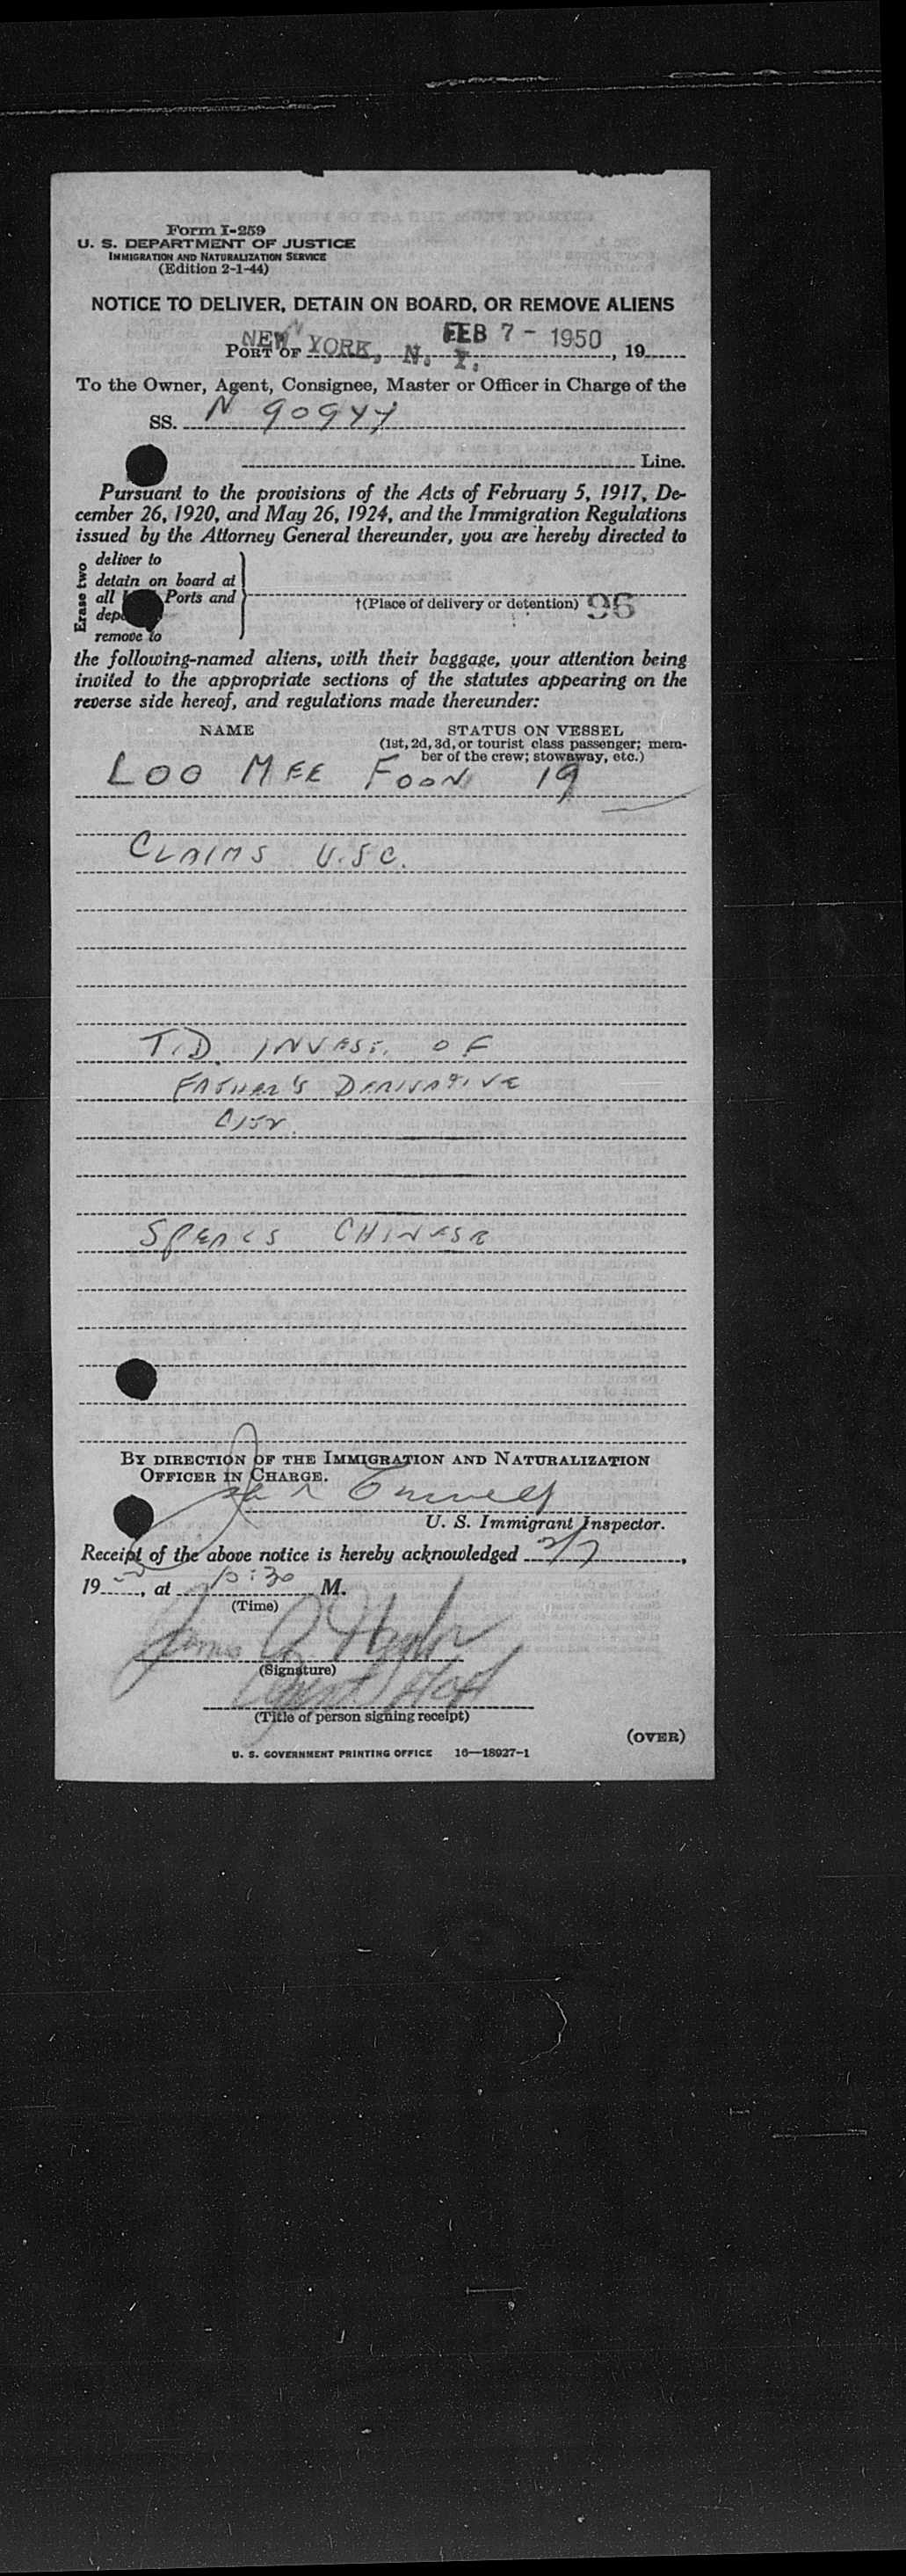 Form I-259
U. S. DEPARTMENT OF JUSTICE
IMMIGRATION AND NATURALIZATION SERVICE
(Edition 2-1-44)
NOTICE TO DELIVER, DETAIN ON BOARD, OR REMOVE ALIENS
PORT OF NEW YORK, N. Y. FEB 7 - 1950, 19
To the Owner, Agent, Consignee, Master or Officer in Charge of the
SS. N 90944
Line.
Pursuant to the provisions of the Acts of February 5, 1917, De-
cember 26, 1920, and May 26, 1924, and the Immigration Regulations
issued by the Attorney General thereunder, you are hereby directed to
Erase two
deliver to
detain on board at
all Ports and
remove to
†(Place of delivery or detention) 96
the following-named aliens, with their baggage, your attention being
invited to the appropriate sections of the statutes appearing on the
reverse side hereof, and regulations made thereunder:
NAME STATUS ON VESSEL
(1st, 2d, 3d, or tourist class passenger; mem-
ber of the crew; stowaway, etc.)
LOO MEE FOON 19
CLAIMS U.S.C.
T.D. INVEST. OF
FATHER'S DERIVATIVE
SPEAKS CHINESE
BY DIRECTION OF THE IMMIGRATION AND NATURALIZATION
OFFICER IN CHARGE.
U. S. Immigrant Inspector.
Receipt of the above notice is hereby acknowledged 2/7,
19 , at :30 M.
(Time)
James A.
(Signature)
(Title of person signing receipt)
(OVER)
U. S. GOVERNMENT PRINTING OFFICE 16—18927-1